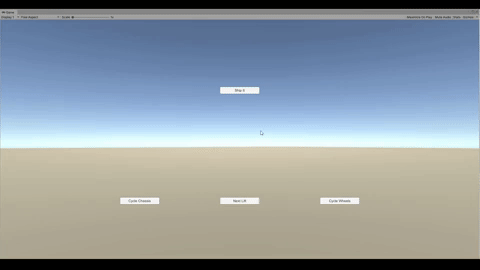 Game
Display 1 Free Aspect Scale Maximize On Play Mute Audio Stats Gizmos
Ship It
Cycle Chassis Next Lift Cycle Wheels